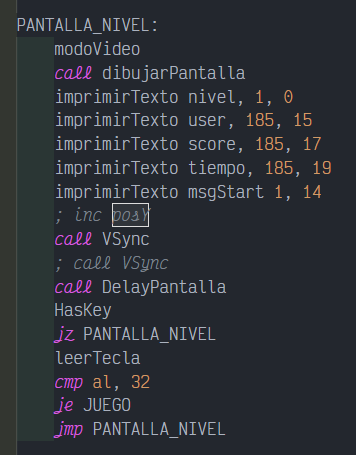 PANTALLA_NIVEL:
modoVideo
call dibujarPantalla
imprimirTexto nivel, 1, 0
imprimirTexto user, 185, 15
imprimirTexto score, 185, 17
imprimirTexto tiempo, 185, 19
imprimirTexto msgStart 1, 14
; inc posY
call VSync
; call VSync
call DelayPantalla
HasKey
jz PANTALLA_NIVEL
leerTecla
cmp al, 32
je JUEGO
jmp PANTALLA_NIVEL